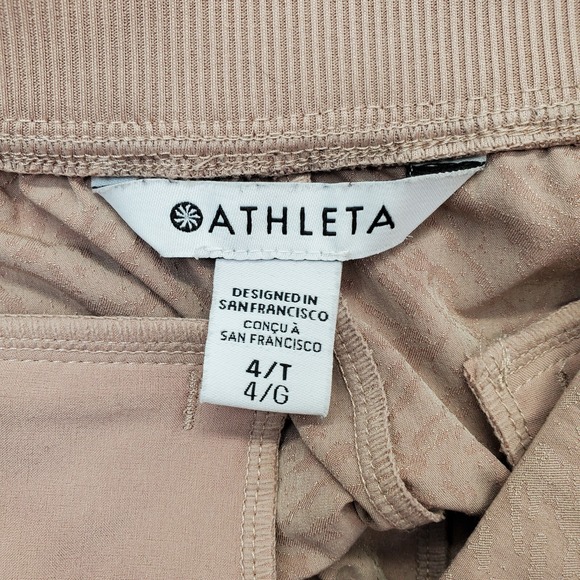 ATHLETA
DESIGNED IN
SAN FRANCISCO
CONÇU À
SAN FRANCISCO
4/T
4/G